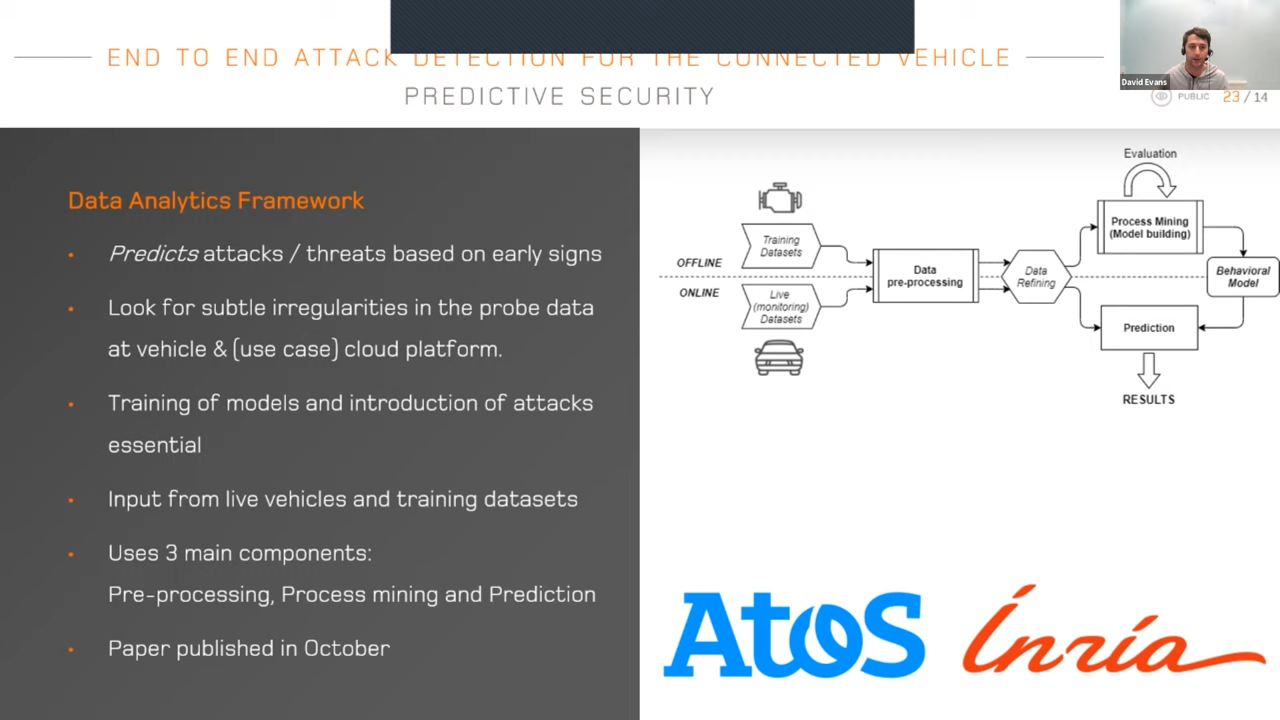 END TO END ATTACK DETECTION FOR THE CONNECTED VEHICLE
PREDICTIVE SECURITY
David Evans
PUBLIC 23 / 14
Data Analytics Framework
• Predicts attacks / threats based on early signs
• Look for subtle irregularities in the probe data
at vehicle & (use case) cloud platform.
• Training of models and introduction of attacks
essential
• Input from live vehicles and training datasets
• Uses 3 main components:
Pre-processing, Process mining and Prediction
• Paper published in October
Evaluation
Training
Datasets
Process Mining
(Model building)
OFFLINE
ONLINE
Data
pre-processing
Data
Refining
Behavioral
Model
Live
(monitoring)
Datasets
Prediction
RESULTS
Atos
Inria